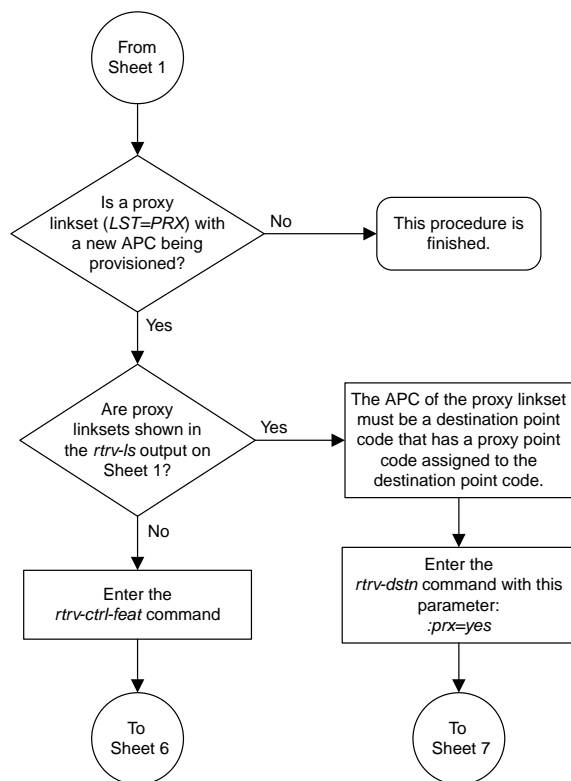 From
Sheet 1
Is a proxy
linkset (LST=PRX) with
a new APC being
provisioned?
No
This procedure is
finished.
Yes
Are proxy
linksets shown in
the rtrv-ls output on
Sheet 1?
Yes
The APC of the proxy linkset
must be a destination point
code that has a proxy point
code assigned to the
destination point code.
No
Enter the
rtrv-ctrl-feat command
Enter the
rtrv-dstn command with this
parameter:
:prx=yes
To
Sheet 6
To
Sheet 7